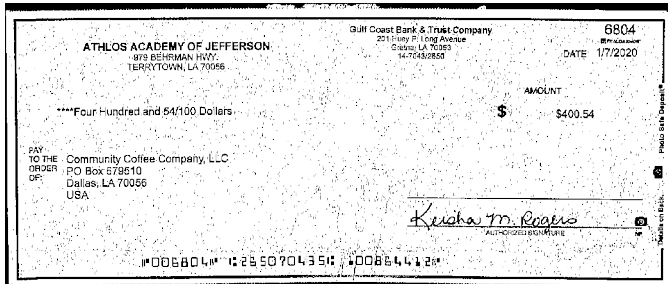 ATHLOS ACADEMY OF JEFFERSON
979 BEHRMAN HWY.
TERRYTOWN, LA 70056
Gulf Coast Bank & Trust Company
201 Huey P. Long Avenue
Gretna, LA 70053
14-7043/2650
6804
DATE 1/7/2020
AMOUNT
****Four Hundred and 54/100 Dollars
$ $400.54
PAY
TO THE
ORDER
OF:
Community Coffee Company, LLC
PO Box 679510
Dallas, LA 70056
USA
Keisha M. Rogers
AUTHORIZED SIGNATURE
Photo Safe Deposit®
Details on Back.
⑈006804⑈ ⑆265070435⑆